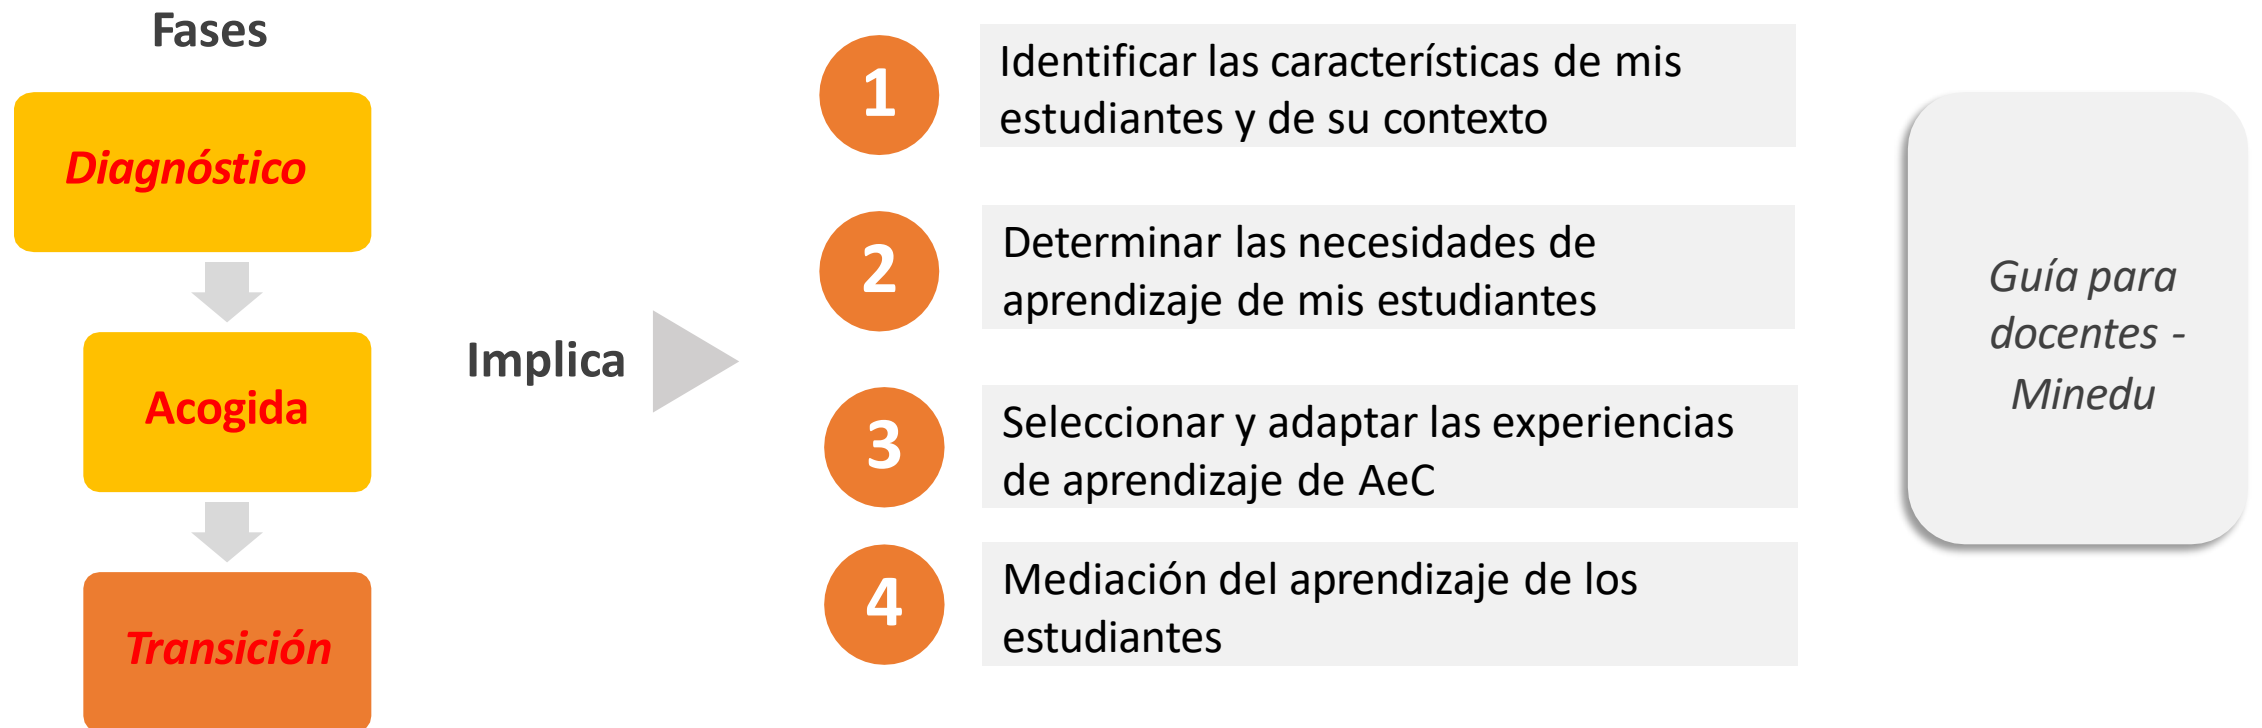 Fases
Diagnóstico
Acogida
Transición
Implica
1
Identificar las características de mis
estudiantes y de su contexto
2
Determinar las necesidades de
aprendizaje de mis estudiantes
3
Seleccionar y adaptar las experiencias
de aprendizaje de AeC
4
Mediación del aprendizaje de los
estudiantes
Guía para
docentes -
Minedu